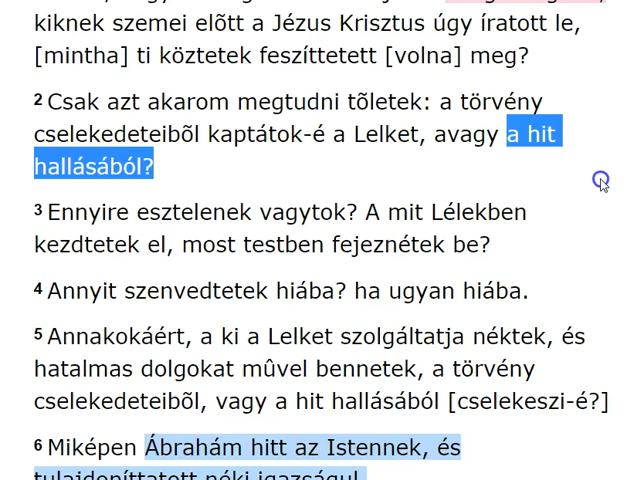 kiknek szemei elõtt a Jézus Krisztus úgy íratott le,
[mintha] ti köztetek feszíttetett [volna] meg?
2 Csak azt akarom megtudni tõletek: a törvény
cselekedeteibõl kaptátok-é a Lelket, avagy a hit
hallásából?
3 Ennyire esztelenek vagytok? A mit Lélekben
kezdtetek el, most testben fejeznétek be?
4 Annyit szenvedtetek hiába? ha ugyan hiába.
5 Annakokáért, a ki a Lelket szolgáltatja néktek, és
hatalmas dolgokat mûvel bennetek, a törvény
cselekedeteibõl, vagy a hit hallásából [cselekeszi-é?]
6 Miképen Ábrahám hitt az Istennek, és
tulajdoníttatott néki igazságul.